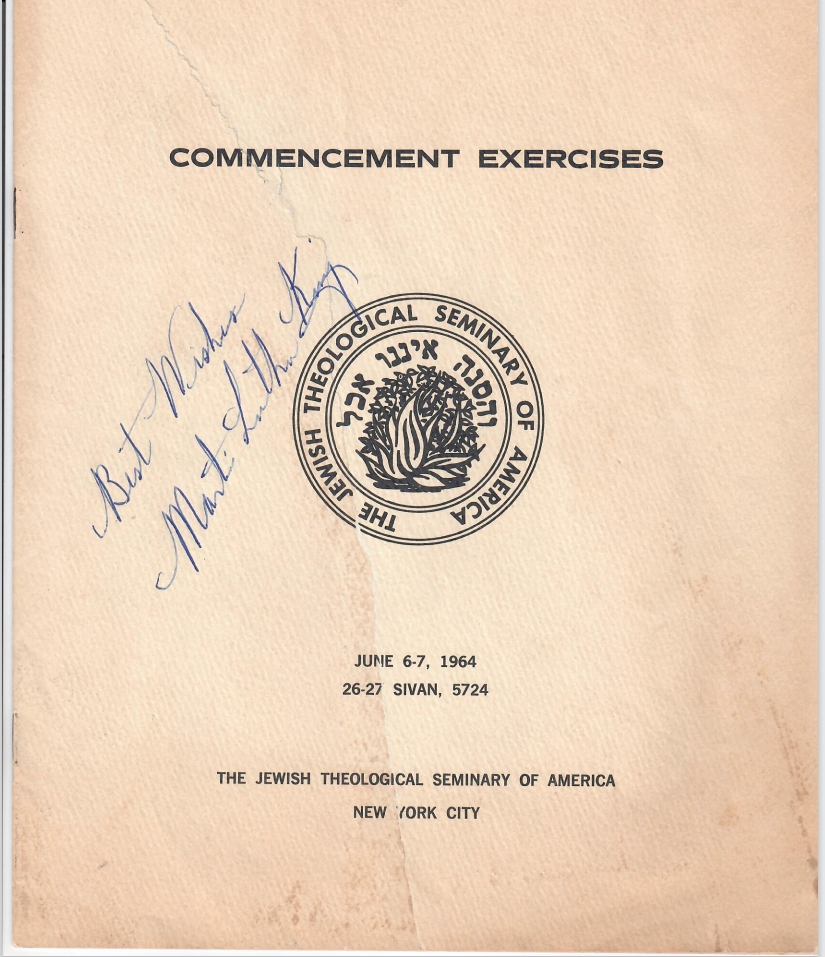 COMMENCEMENT EXERCISES
Best Wishes
Martin Luther King
THE JEWISH THEOLOGICAL SEMINARY OF AMERICA
והסנה איננו אכל
JUNE 6-7, 1964
26-27 SIVAN, 5724
THE JEWISH THEOLOGICAL SEMINARY OF AMERICA
NEW YORK CITY